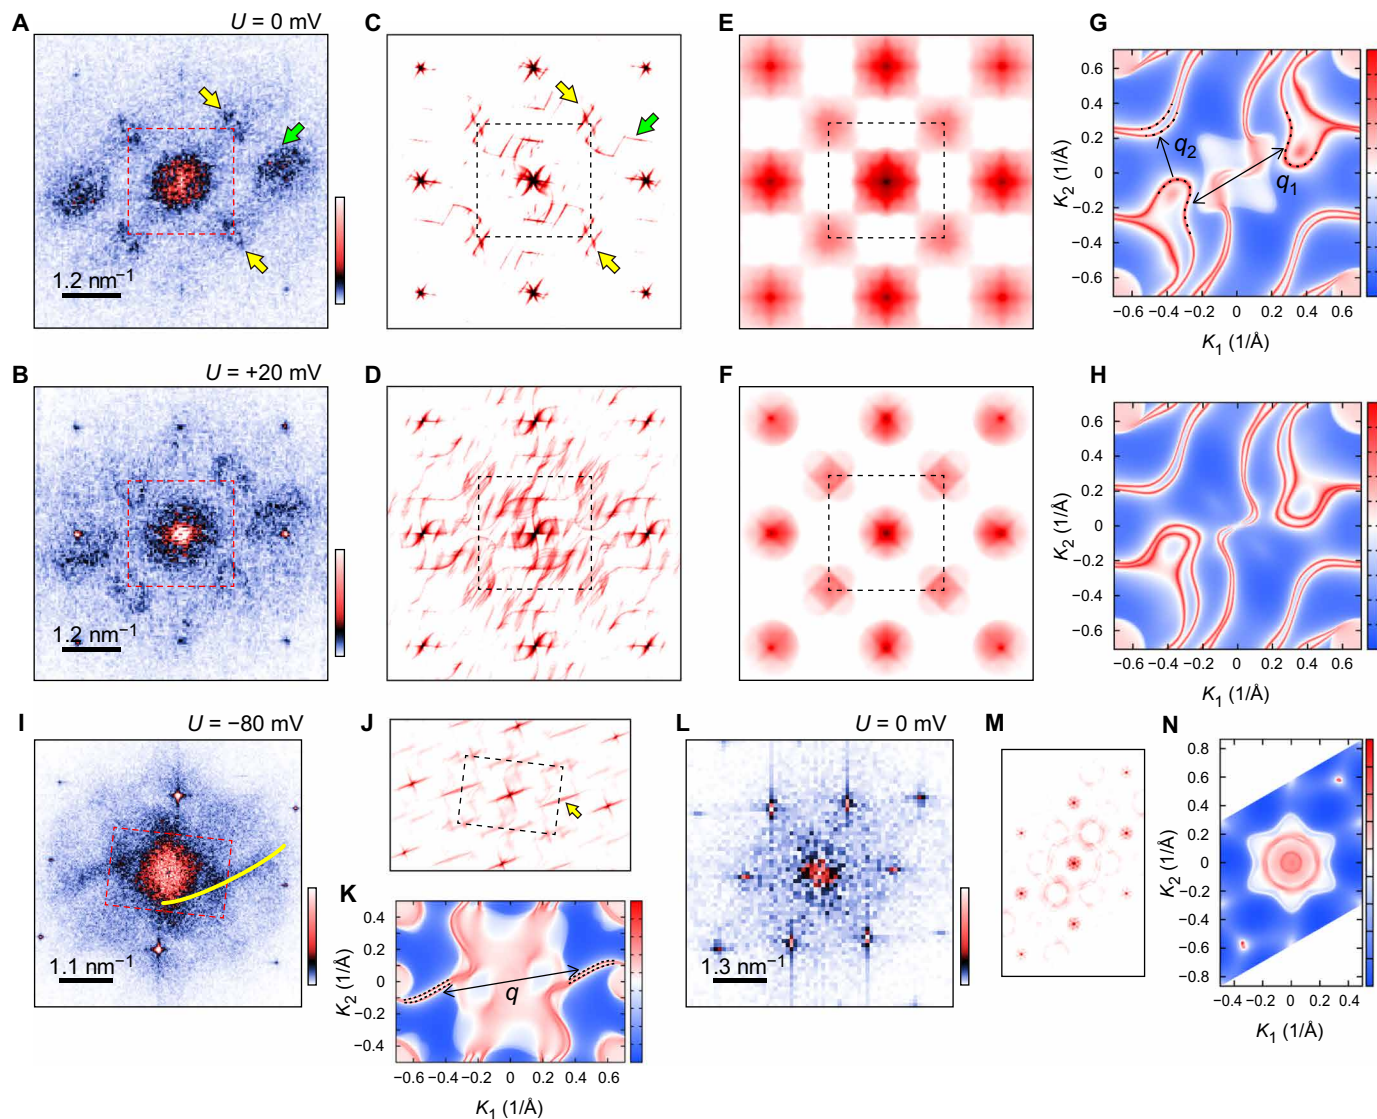 A U = 0 mV C E G
0.6
0.4
0.2
0
−0.2
−0.4
−0.6
K2 (1/Å)
q2
q1
1.2 nm−1
−0.6 −0.4 −0.2 0 0.2 0.4 0.6
K1 (1/Å)
B U = +20 mV D F H
0.6
0.4
0.2
0
−0.2
−0.4
−0.6
K2 (1/Å)
1.2 nm−1
−0.6 −0.4 −0.2 0 0.2 0.4 0.6
K1 (1/Å)
I U = −80 mV J L U = 0 mV M N
1.1 nm−1
K
0.4
0.2
0
−0.2
−0.4
K2 (1/Å)
q
−0.6 −0.4 −0.2 0 0.2 0.4 0.6
K1 (1/Å)
1.3 nm−1
0.8
0.6
0.4
0.2
0
−0.2
−0.4
−0.6
−0.8
K2 (1/Å)
−0.4 −0.2 0 0.2 0.4
K1 (1/Å)